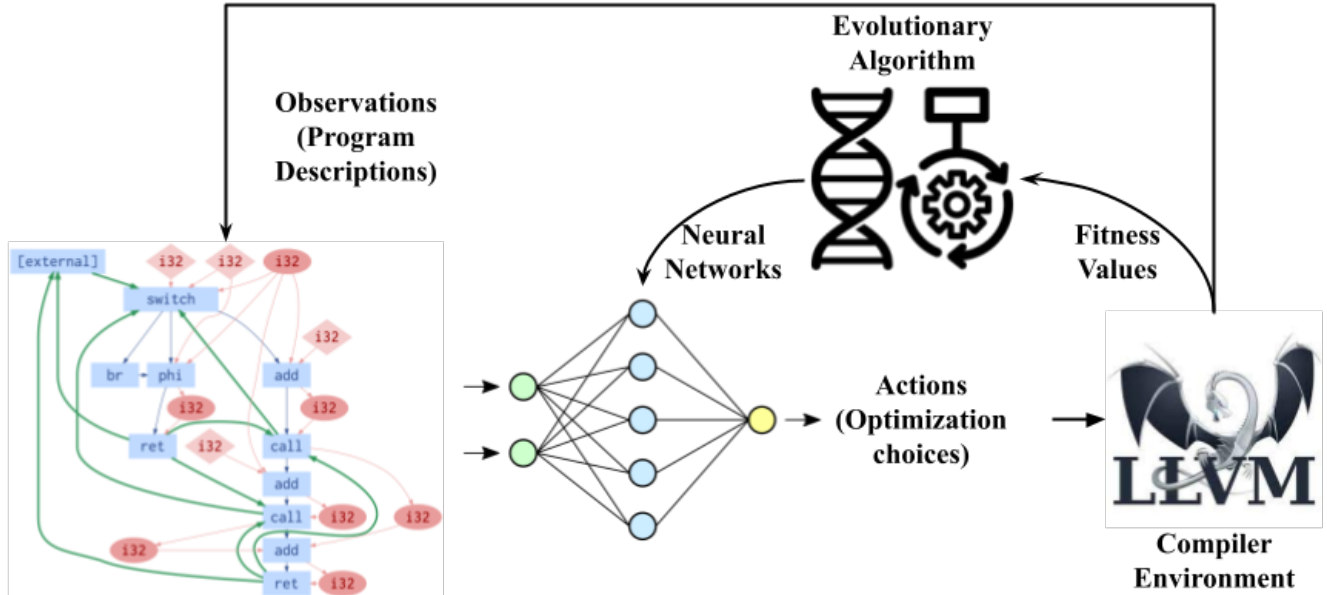 Evolutionary
Algorithm
Observations
(Program
Descriptions)
Neural
Networks
Fitness
Values
[external]
i32
i32
i32
switch
i32
br
phi
add
i32
i32
ret
i32
call
add
call
i32
i32
i32
add
ret
i32
Actions
(Optimization
choices)
LLVM
Compiler
Environment